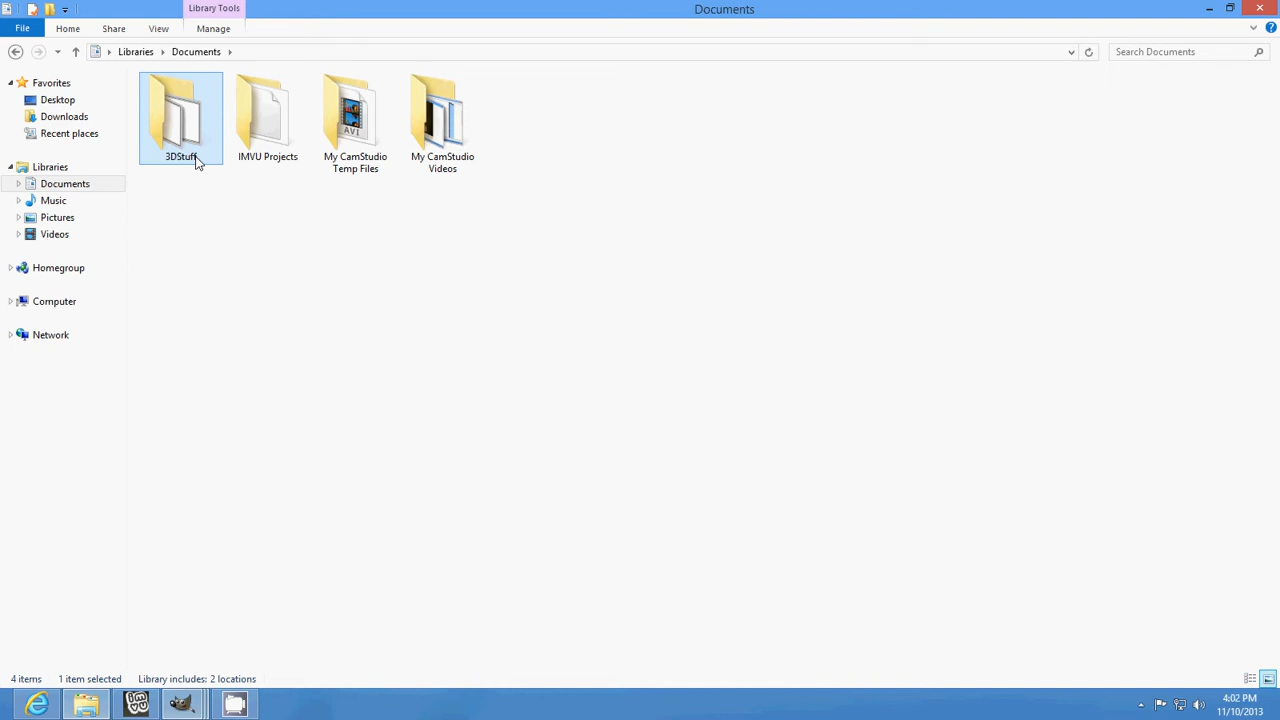 Library Tools
Documents
File
Home
Share
View
Manage
Libraries
Documents
Search Documents
Favorites
Desktop
Downloads
Recent places
Libraries
Documents
Music
Pictures
Videos
Homegroup
Computer
Network
3DStuff
IMVU Projects
My CamStudio
Temp Files
My CamStudio
Videos
AVI
4 items
1 item selected
Library includes: 2 locations
4:02 PM
11/10/2013